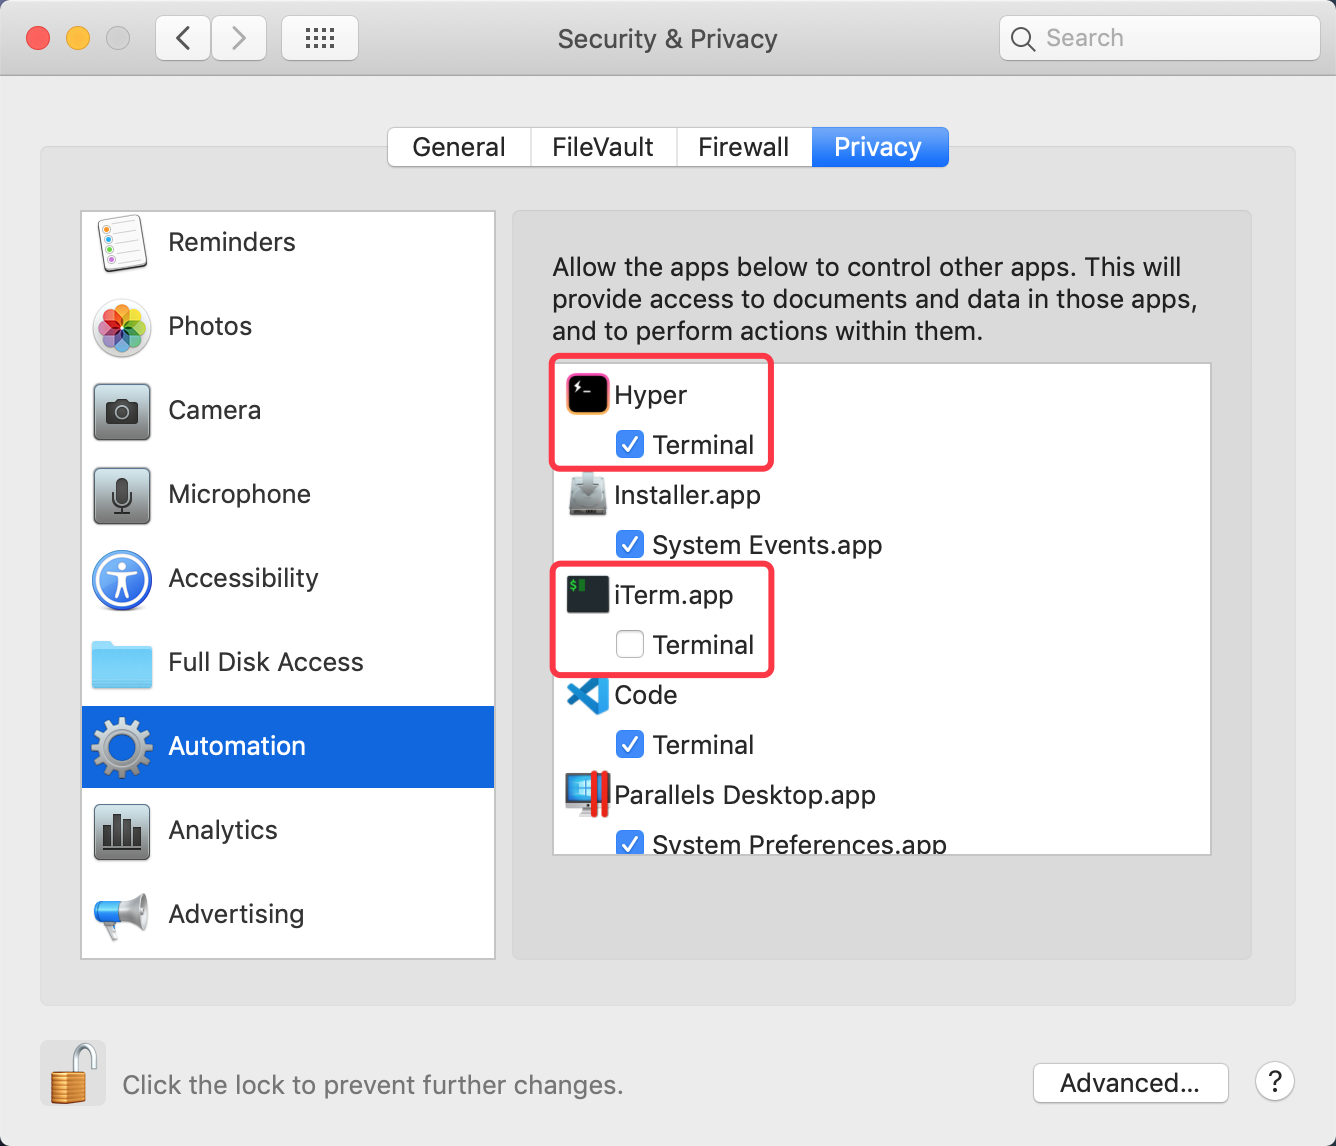 Security & Privacy
Search
General
FileVault
Firewall
Privacy
Reminders
Photos
Camera
Microphone
Accessibility
Full Disk Access
Automation
Analytics
Advertising
Allow the apps below to control other apps. This will
provide access to documents and data in those apps,
and to perform actions within them.
Hyper
Terminal
Installer.app
System Events.app
$
iTerm.app
Terminal
Code
Terminal
Parallels Desktop.app
System Preferences.app
Click the lock to prevent further changes.
Advanced...
?